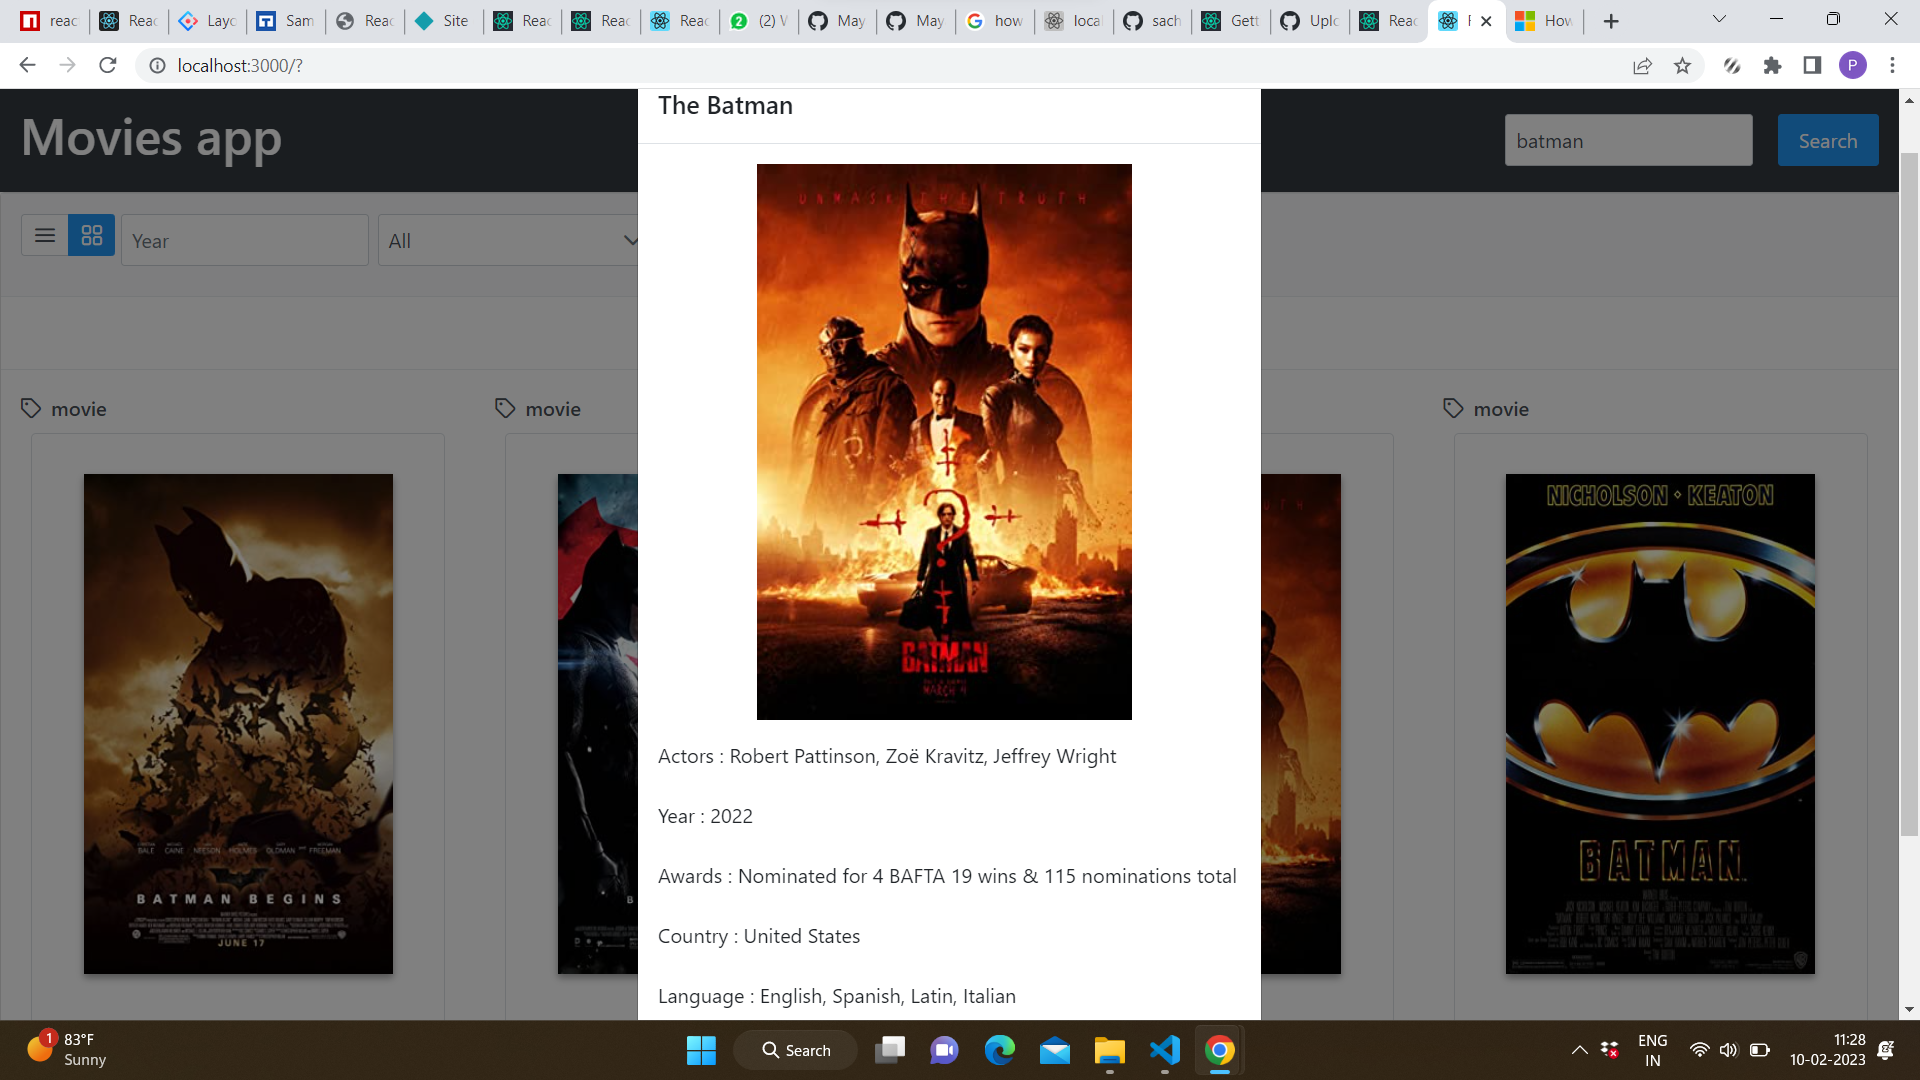 reac
Reac
Layo
Sam
Reac
Site
Reac
Reac
Reac
(2) W
May
May
how
local
sach
Gett
Uplo
Reac
How
localhost:3000/?
P
Movies app
The Batman
batman
Search
Year
All
UNMASK THE TRUTH
BATMAN
MARCH 4
movie
movie
movie
BATMAN BEGINS
JUNE 17
NICHOLSON · KEATON
BATMAN
Actors : Robert Pattinson, Zoë Kravitz, Jeffrey Wright
Year : 2022
Awards : Nominated for 4 BAFTA 19 wins & 115 nominations total
Country : United States
Language : English, Spanish, Latin, Italian
1
83°F
Sunny
Search
ENG
IN
11:28
10-02-2023